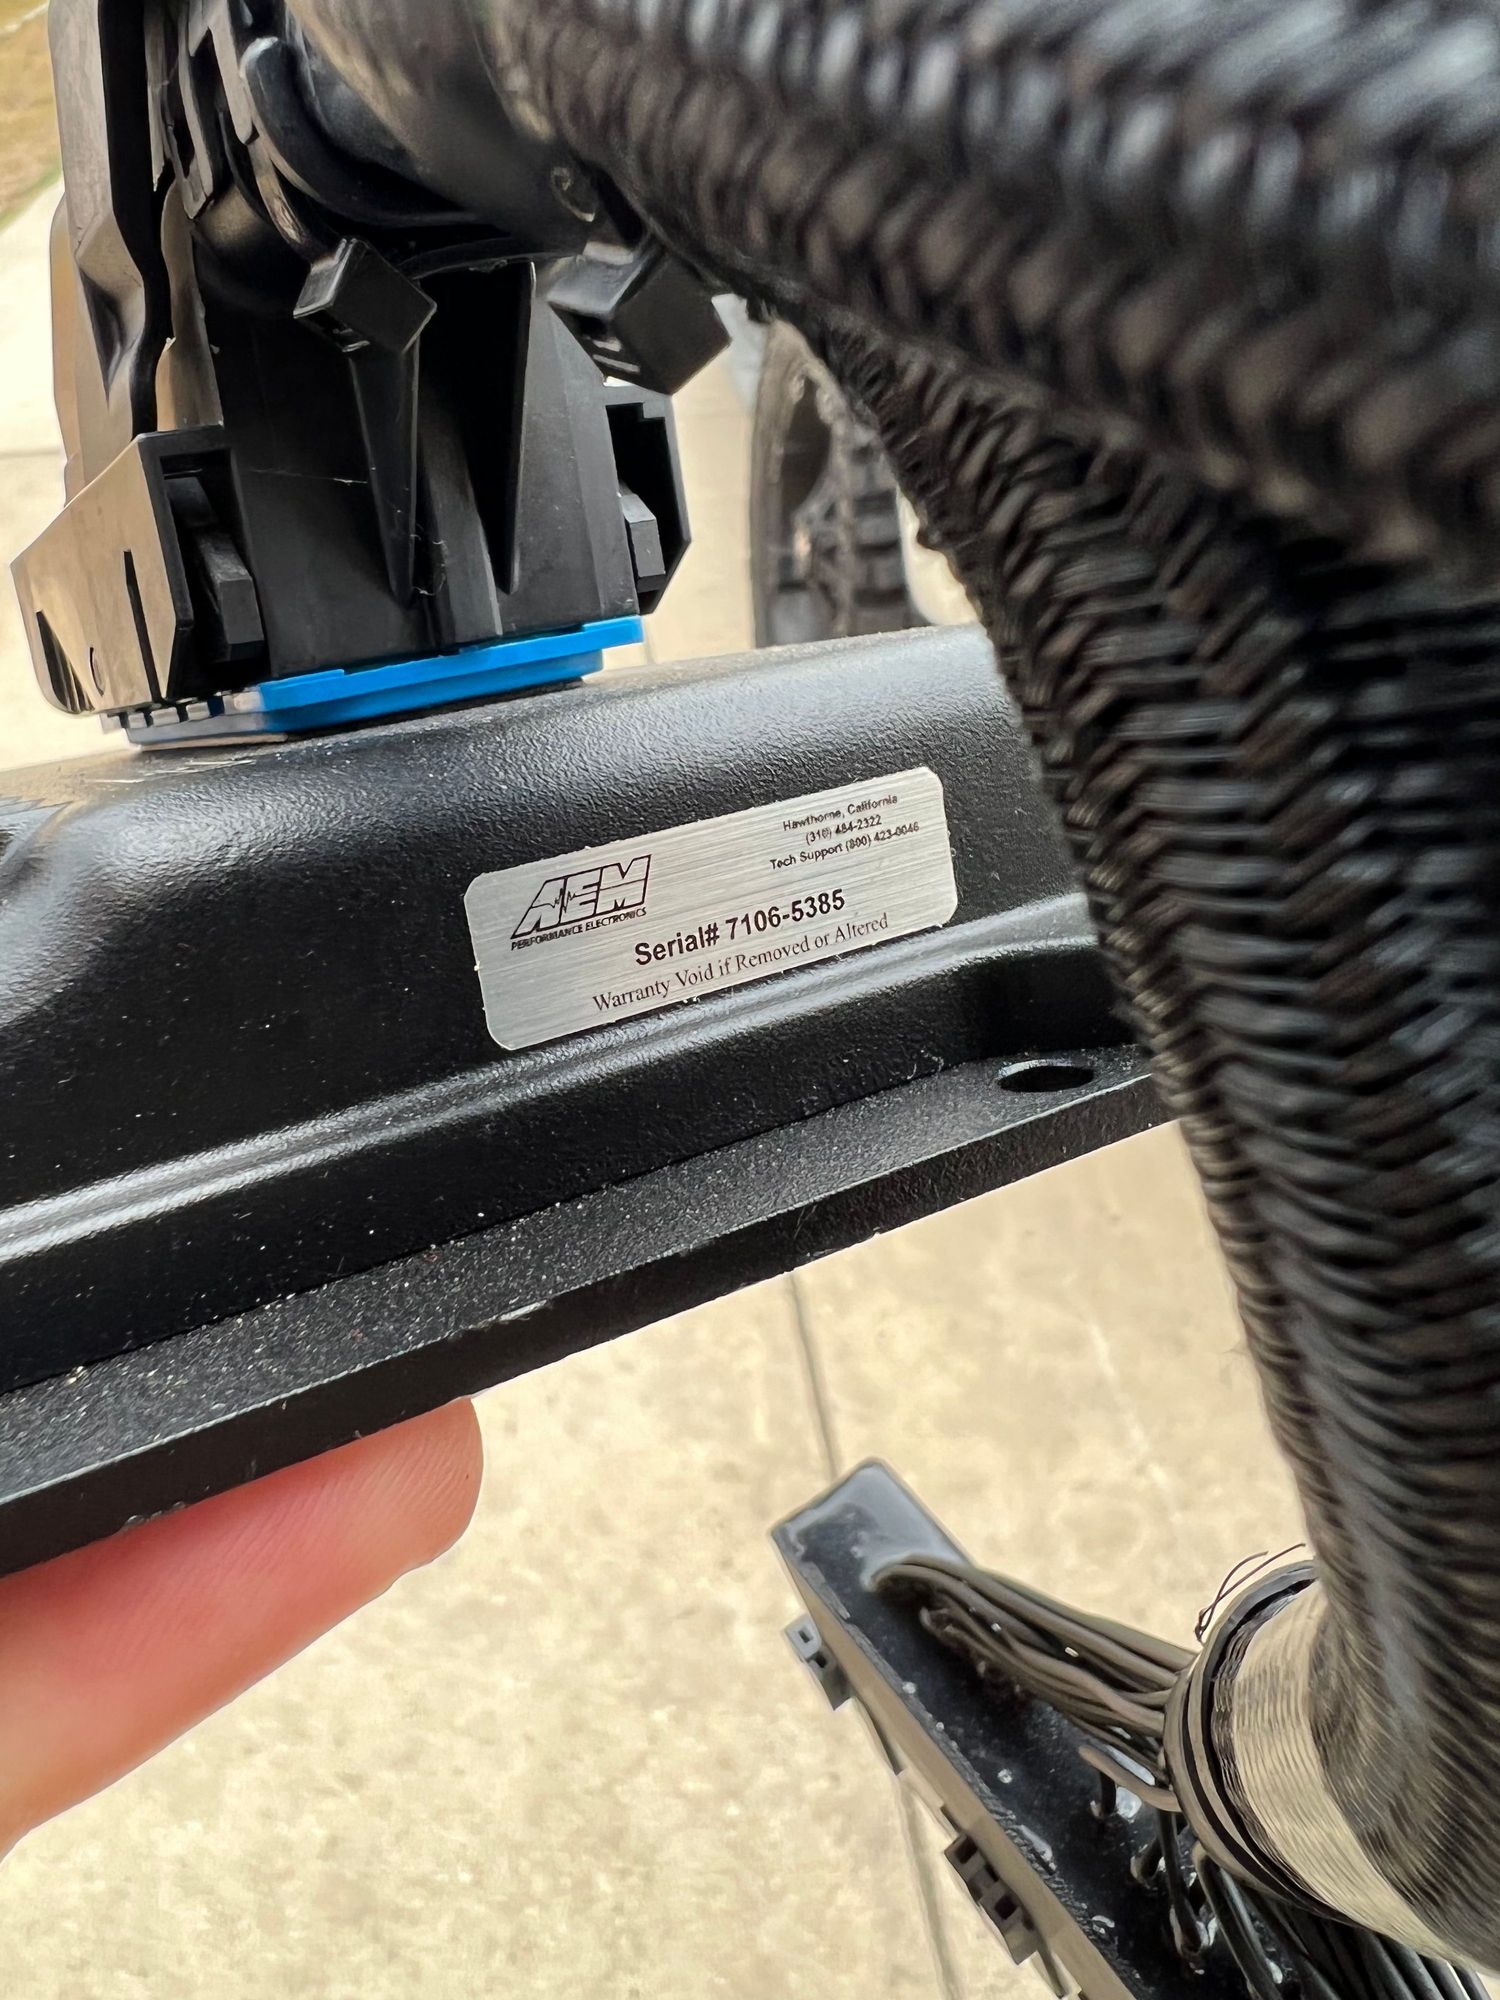 AEM
PERFORMANCE ELECTRONICS
Hawthorne, California
(310) 484-2322
Tech Support (800) 423-0046
Serial# 7106-5385
Warranty Void if Removed or Altered